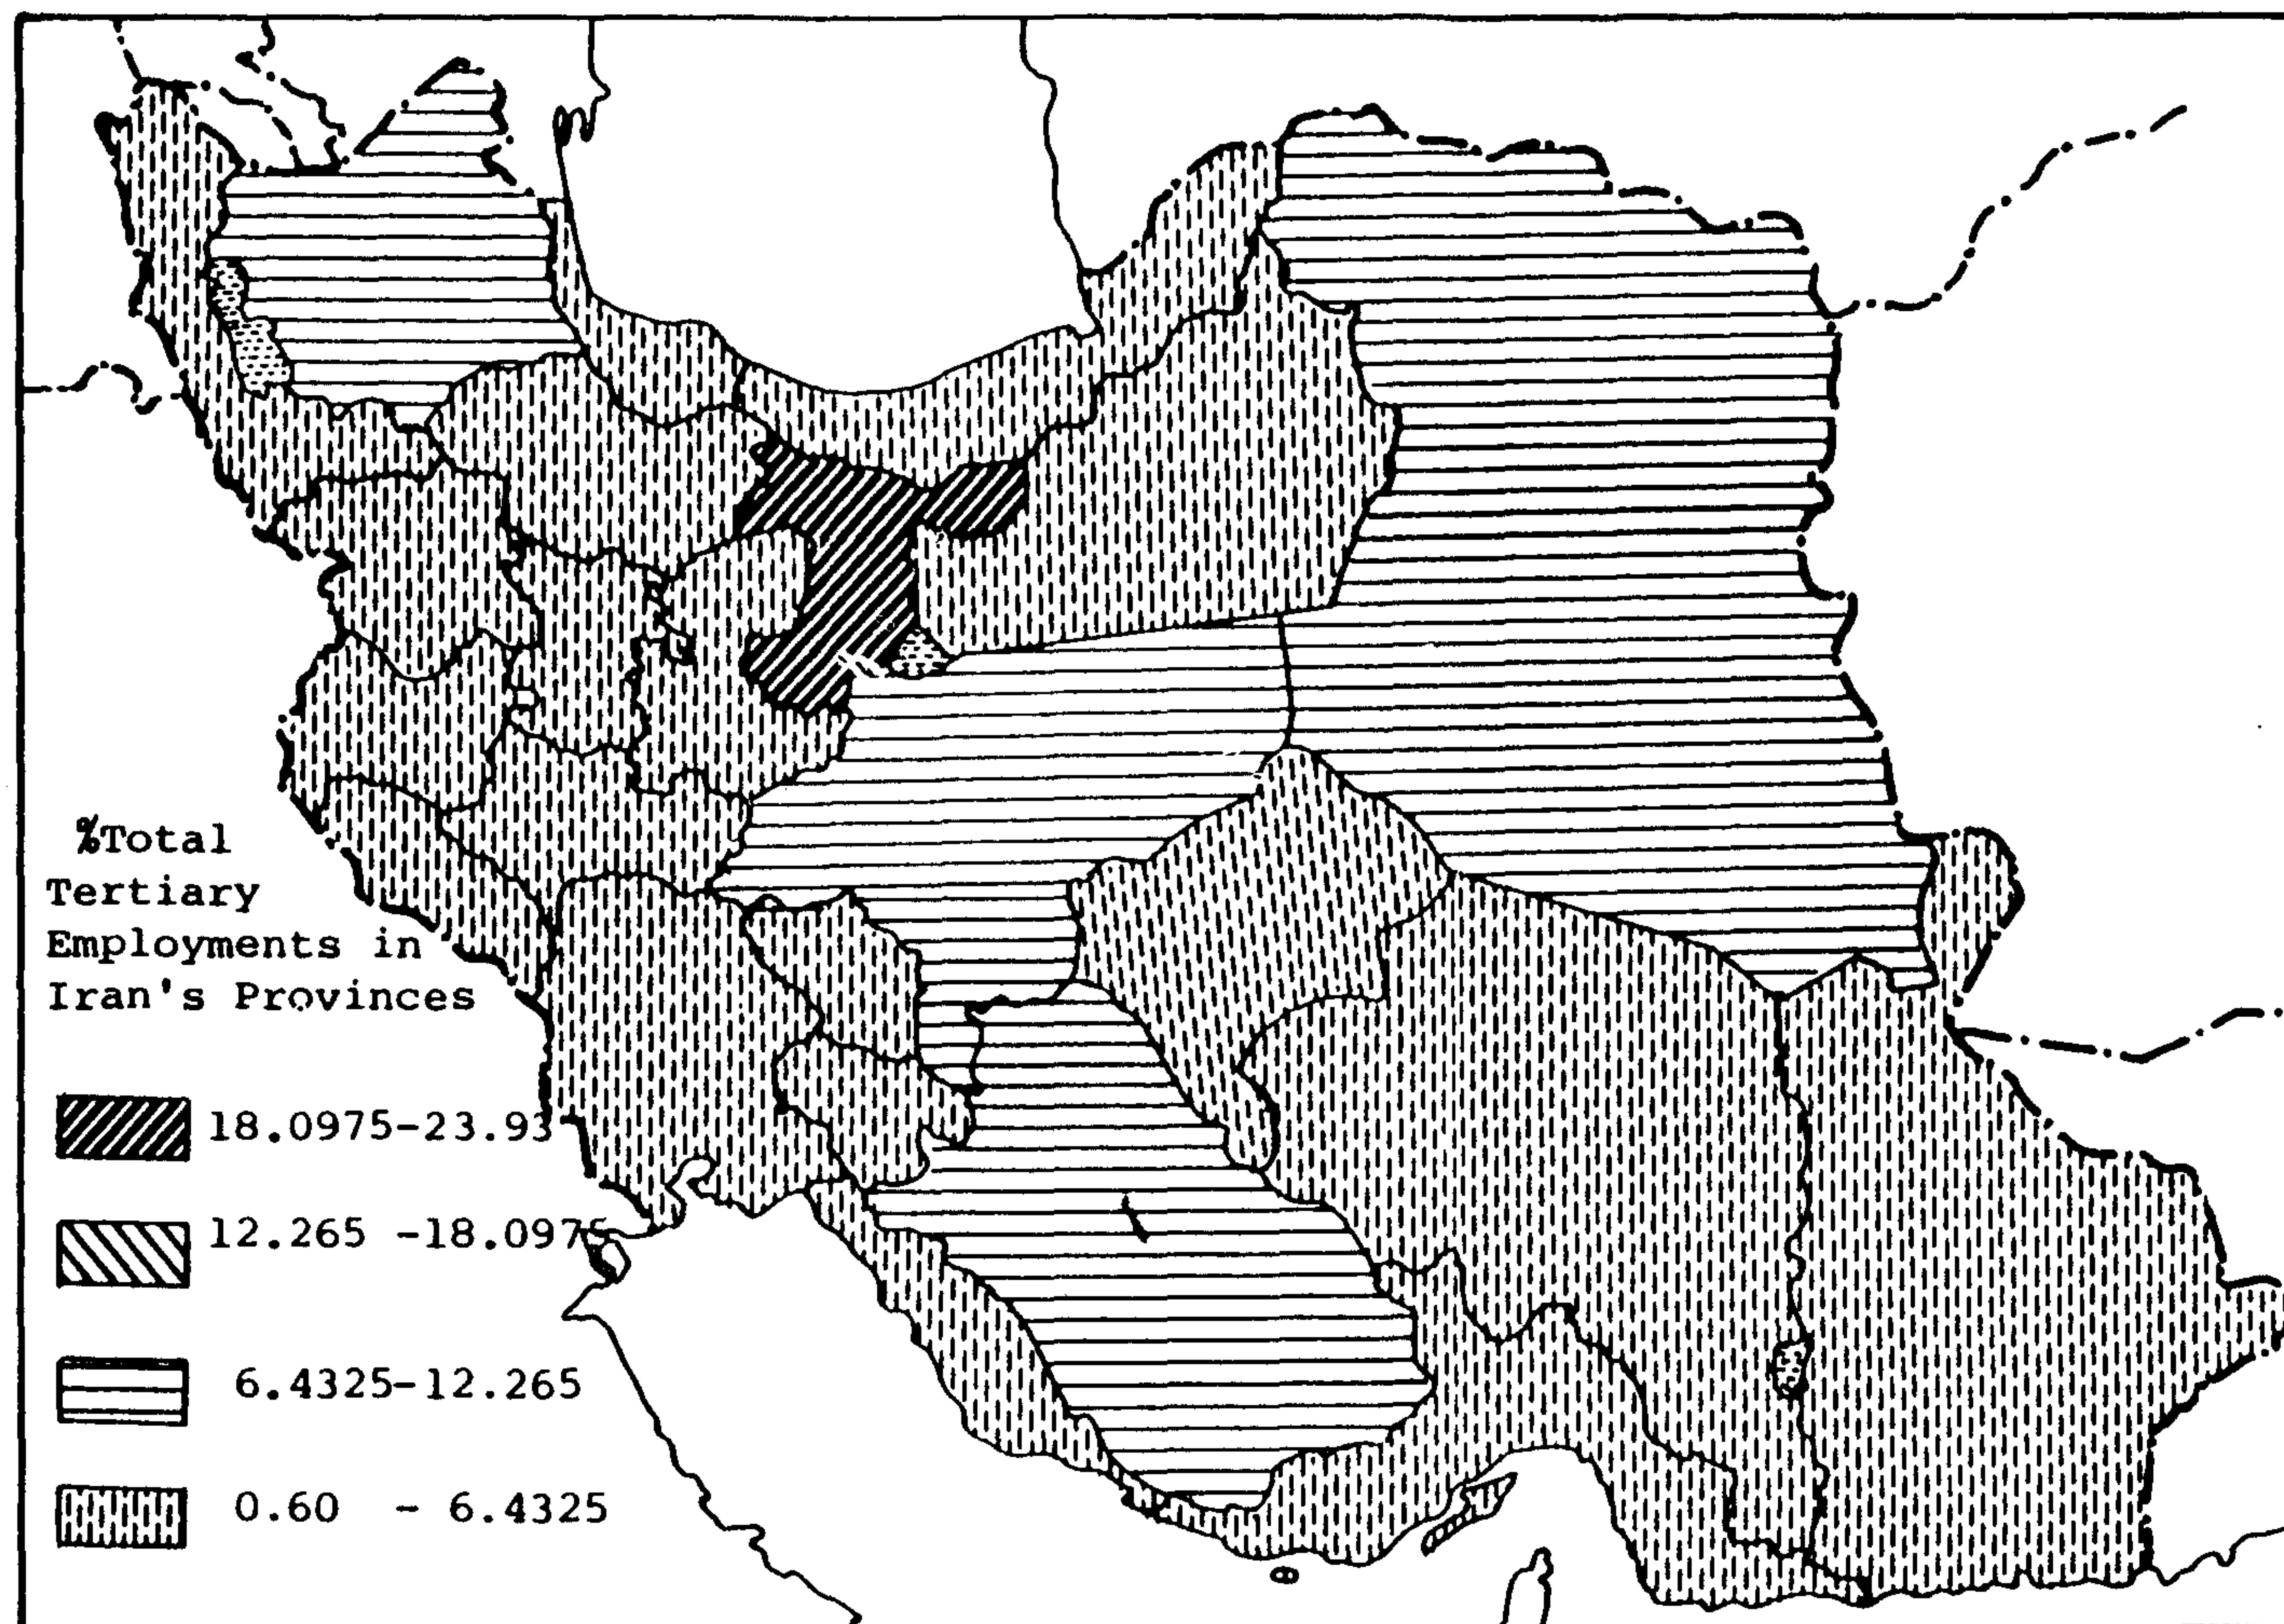 %Total
Tertiary
Employments in
Iran's Provinces
18.0975-23.93
12.265 -18.0975
6.4325-12.265
0.60 - 6.4325